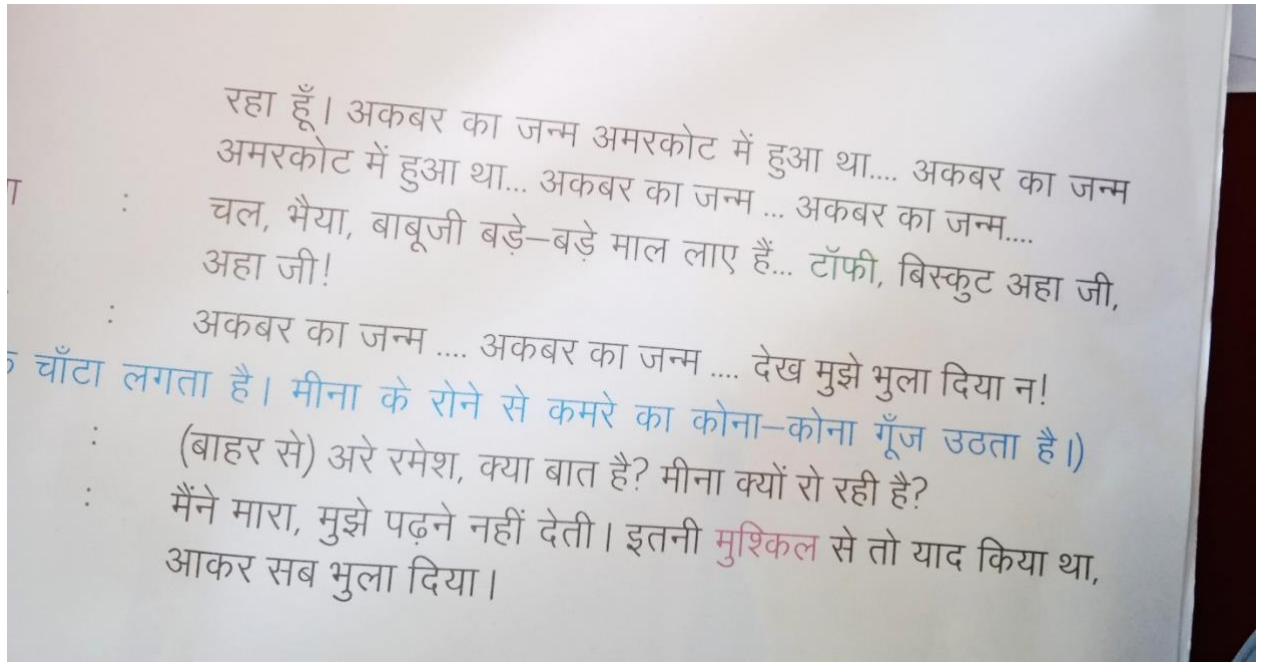 रहा हूँ। अकबर का जन्म अमरकोट में हुआ था.... अकबर का जन्म
अमरकोट में हुआ था... अकबर का जन्म ... अकबर का जन्म....
: चल, भैया, बाबूजी बड़े–बड़े माल लाए हैं... टॉफी, बिस्कुट अहा जी,
अहा जी!
: अकबर का जन्म .... अकबर का जन्म .... देख मुझे भुला दिया न!
चाँटा लगता है। मीना के रोने से कमरे का कोना–कोना गूँज उठता है।)
: (बाहर से) अरे रमेश, क्या बात है? मीना क्यों रो रही है?
: मैंने मारा, मुझे पढ़ने नहीं देती। इतनी मुश्किल से तो याद किया था,
आकर सब भुला दिया।